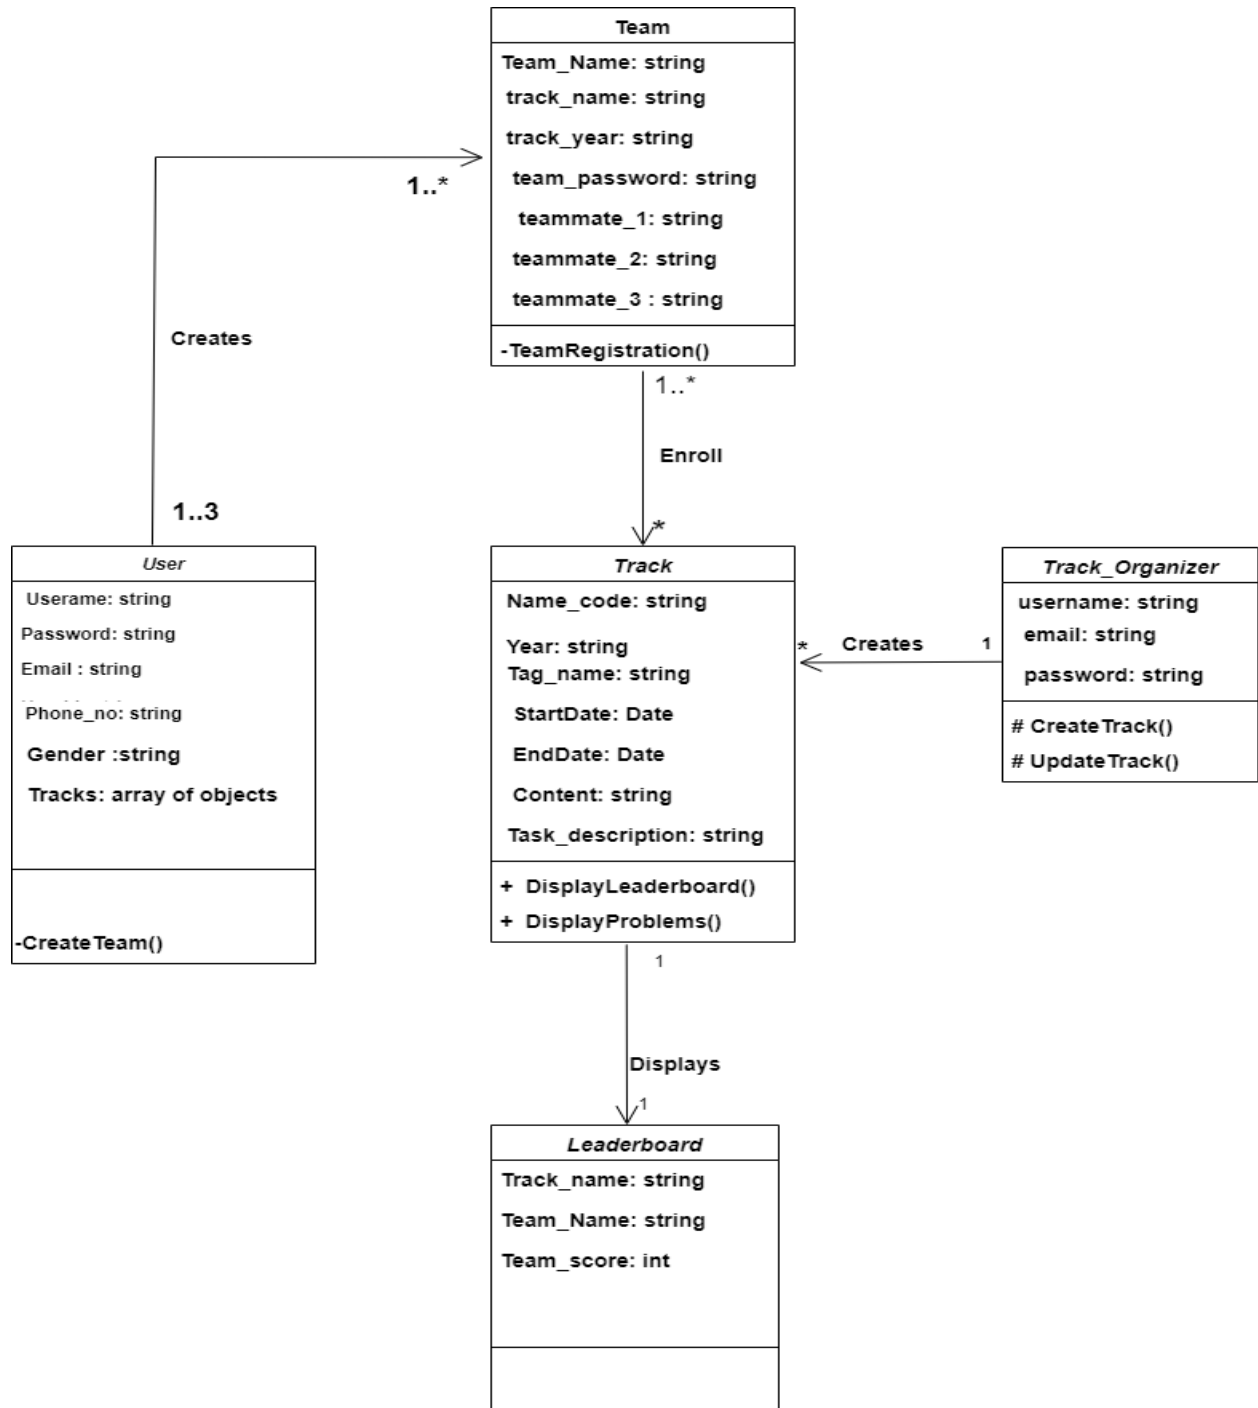 Team
Team_Name: string
track_name: string
track_year: string
team_password: string
teammate_1: string
teammate_2: string
teammate_3 : string
-TeamRegistration()
1..*
Creates
1..3
1..*
Enroll
*
User
Userame: string
Password: string
Email : string
Phone_no: string
Gender :string
Tracks: array of objects
-CreateTeam()
Track
Name_code: string
Year: string
Tag_name: string
StartDate: Date
EndDate: Date
Content: string
Task_description: string
+ DisplayLeaderboard()
+ DisplayProblems()
* Creates 1
Track_Organizer
username: string
email: string
password: string
# CreateTrack()
# UpdateTrack()
1
Displays
1
Leaderboard
Track_name: string
Team_Name: string
Team_score: int